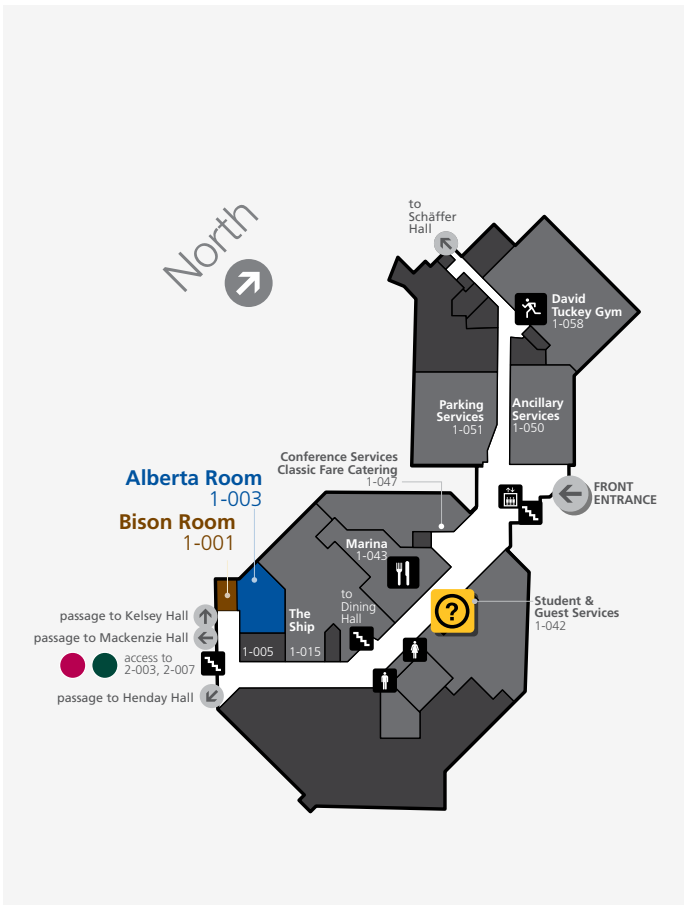 North
to
Schäffer
Hall
David
Tuckey Gym
1-058
Parking
Services
1-051
Ancillary
Services
1-050
Conference Services
Classic Fare Catering
1-047
FRONT
ENTRANCE
Alberta Room
1-003
Bison Room
1-001
Marina
1-043
to
Dining
Hall
The
Ship
1-015
1-005
?
Student &
Guest Services
1-042
passage to Kelsey Hall
passage to Mackenzie Hall
access to
2-003, 2-007
passage to Henday Hall